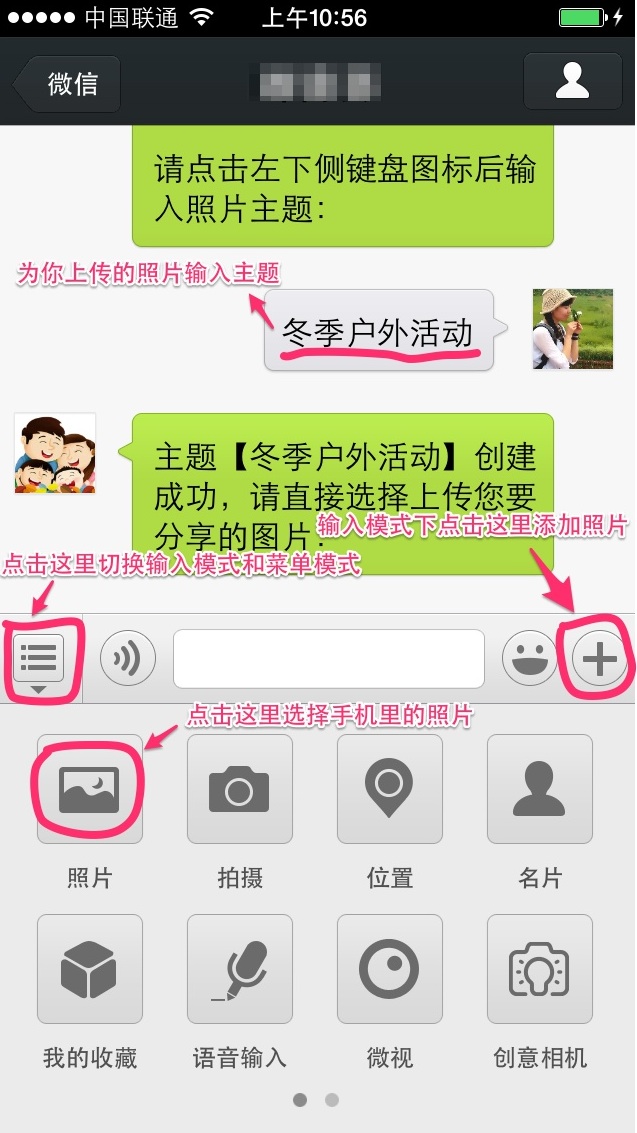 中国联通
上午10:56
微信
请点击左下侧键盘图标后输
入照片主题：
为你上传的照片输入主题
冬季户外活动
主题【冬季户外活动】创建
成功，请直接选择上传您要
分享的图片：
输入模式下点击这里添加照片
点击这里切换输入模式和菜单模式
点击这里选择手机里的照片
照片
拍摄
位置
名片
我的收藏
语音输入
微视
创意相机